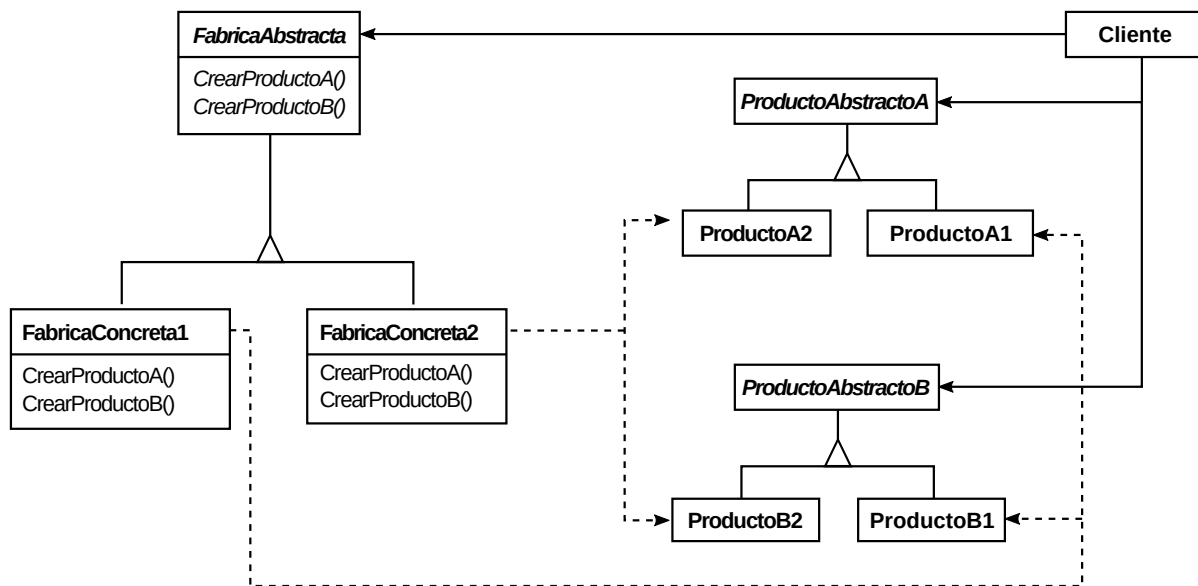 FabricaAbstracta
CrearProductoA()
CrearProductoB()
Cliente
ProductoAbstractoA
ProductoA2
ProductoA1
FabricaConcreta1
CrearProductoA()
CrearProductoB()
FabricaConcreta2
CrearProductoA()
CrearProductoB()
ProductoAbstractoB
ProductoB2
ProductoB1